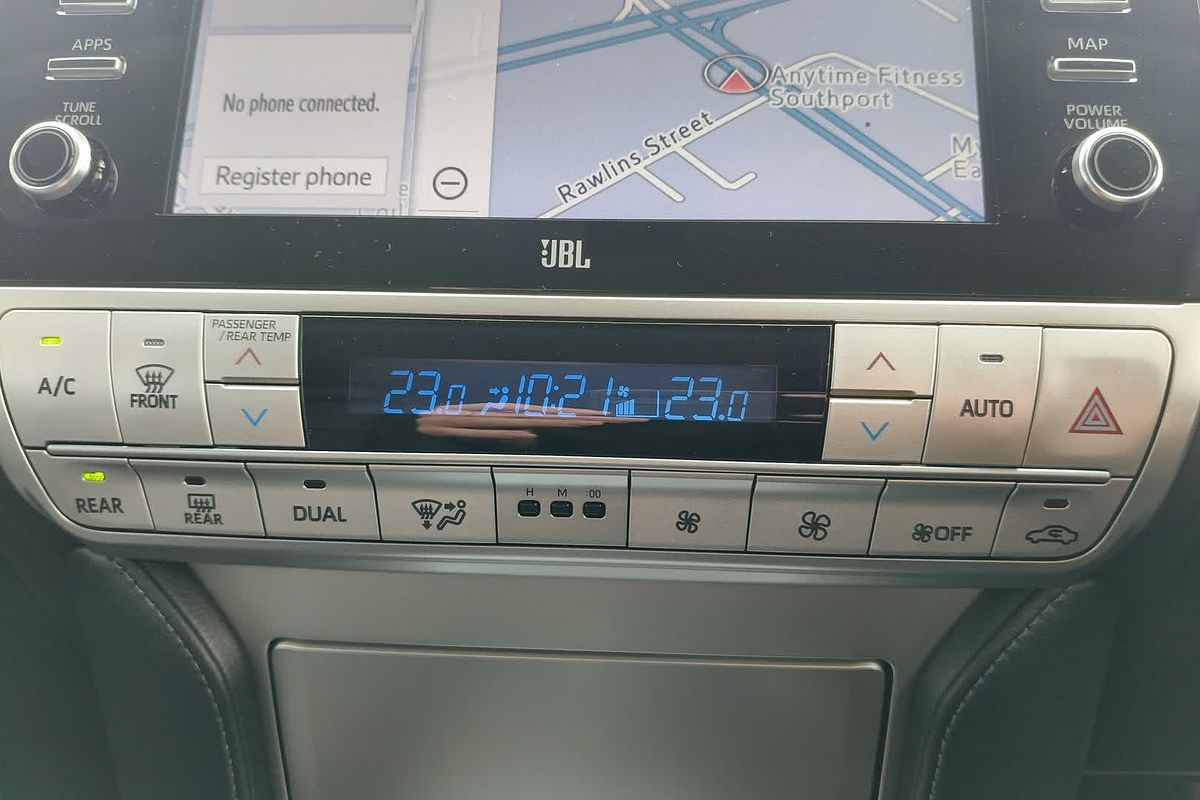 APPS
TUNE
SCROLL
No phone connected.
Register phone
Anytime Fitness
Southport
Rawlins Street
MAP
POWER
VOLUME
JBL
A/C
FRONT
PASSENGER
/REAR TEMP
23.0 10:21 23.0
AUTO
REAR
REAR
DUAL
H M :00
OFF